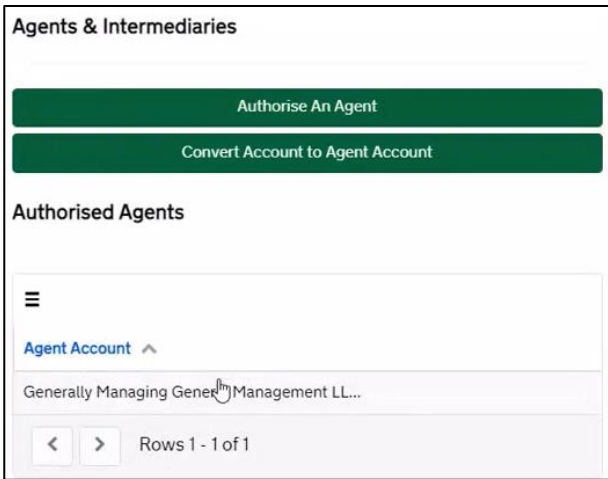 Agents & Intermediaries
Authorise An Agent
Convert Account to Agent Account
Authorised Agents
Agent Account
Generally Managing Management LL...
Rows 1 - 1 of 1